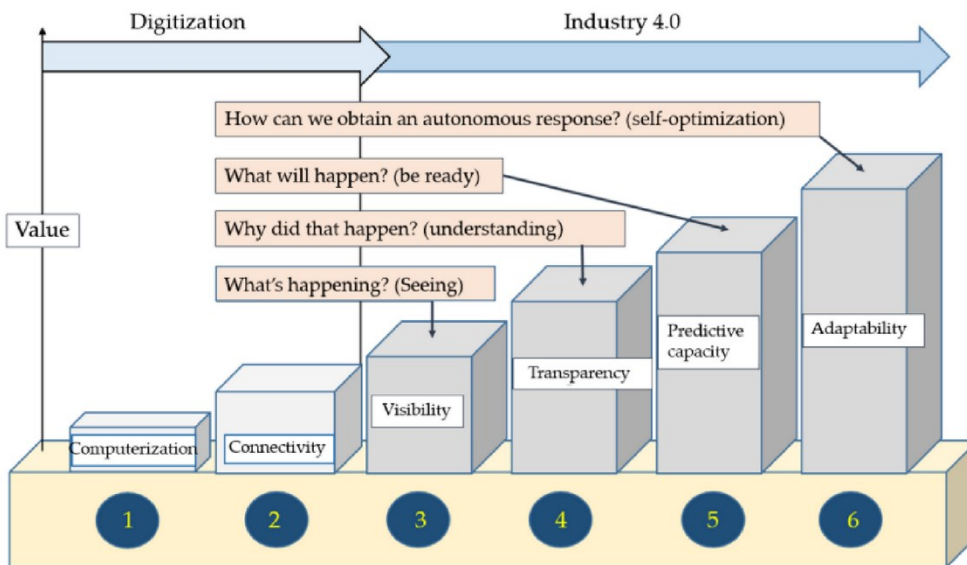 Digitization
Industry 4.0
How can we obtain an autonomous response? (self-optimization)
What will happen? (be ready)
Why did that happen? (understanding)
What's happening? (Seeing)
Value
Computerization
Connectivity
Visibility
Transparency
Predictive
capacity
Adaptability
1
2
3
4
5
6